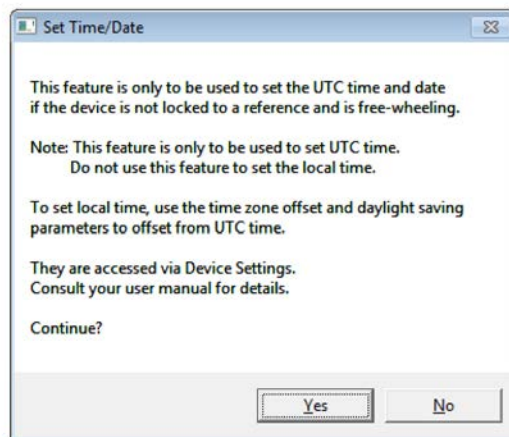 Set Time/Date
This feature is only to be used to set the UTC time and date
if the device is not locked to a reference and is free-wheeling.
Note: This feature is only to be used to set UTC time.
Do not use this feature to set the local time.
To set local time, use the time zone offset and daylight saving
parameters to offset from UTC time.
They are accessed via Device Settings.
Consult your user manual for details.
Continue?
Yes
No